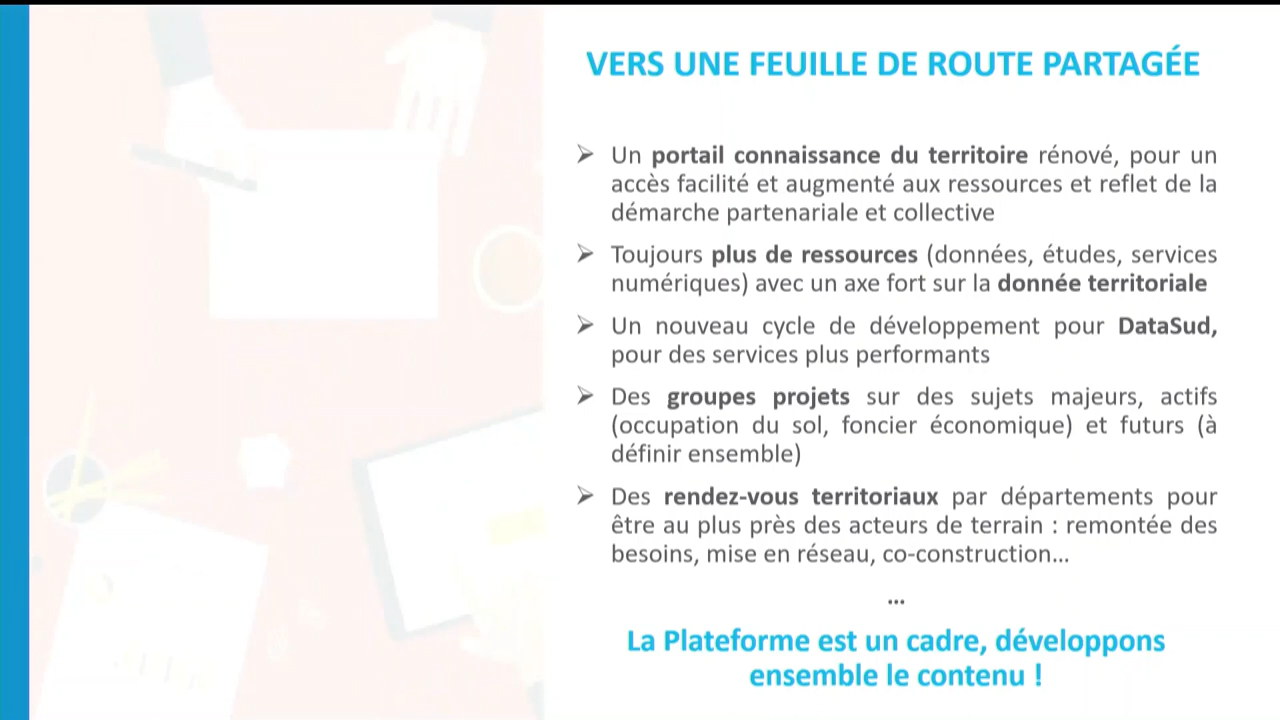 VERS UNE FEUILLE DE ROUTE PARTAGÉE
➢ Un portail connaissance du territoire rénové, pour un
accès facilité et augmenté aux ressources et reflet de la
démarche partenariale et collective
➢ Toujours plus de ressources (données, études, services
numériques) avec un axe fort sur la donnée territoriale
➢ Un nouveau cycle de développement pour DataSud,
pour des services plus performants
➢ Des groupes projets sur des sujets majeurs, actifs
(occupation du sol, foncier économique) et futurs (à
définir ensemble)
➢ Des rendez-vous territoriaux par départements pour
être au plus près des acteurs de terrain : remontée des
besoins, mise en réseau, co-construction…
…
La Plateforme est un cadre, développons
ensemble le contenu !